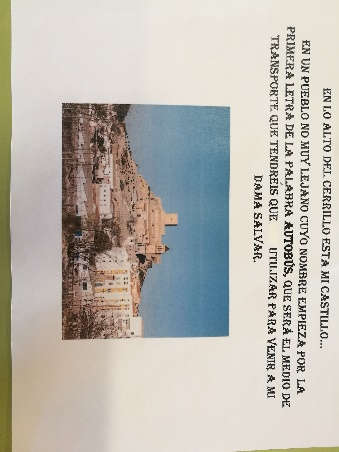 EN LO ALTO DEL CERRILLO ESTA MI CASTILLO...
EN UN PUEBLO NO MUY LEJANO CUYO NOMBRE EMPIEZA POR LA
PRIMERA LETRA DE LA PALABRA AUTOBÚS, QUE SERÁ EL MEDIO DE
TRANSPORTE QUE TENDRÉIS QUE UTILIZAR PARA VENIR A MI
DAMA SALVAR.